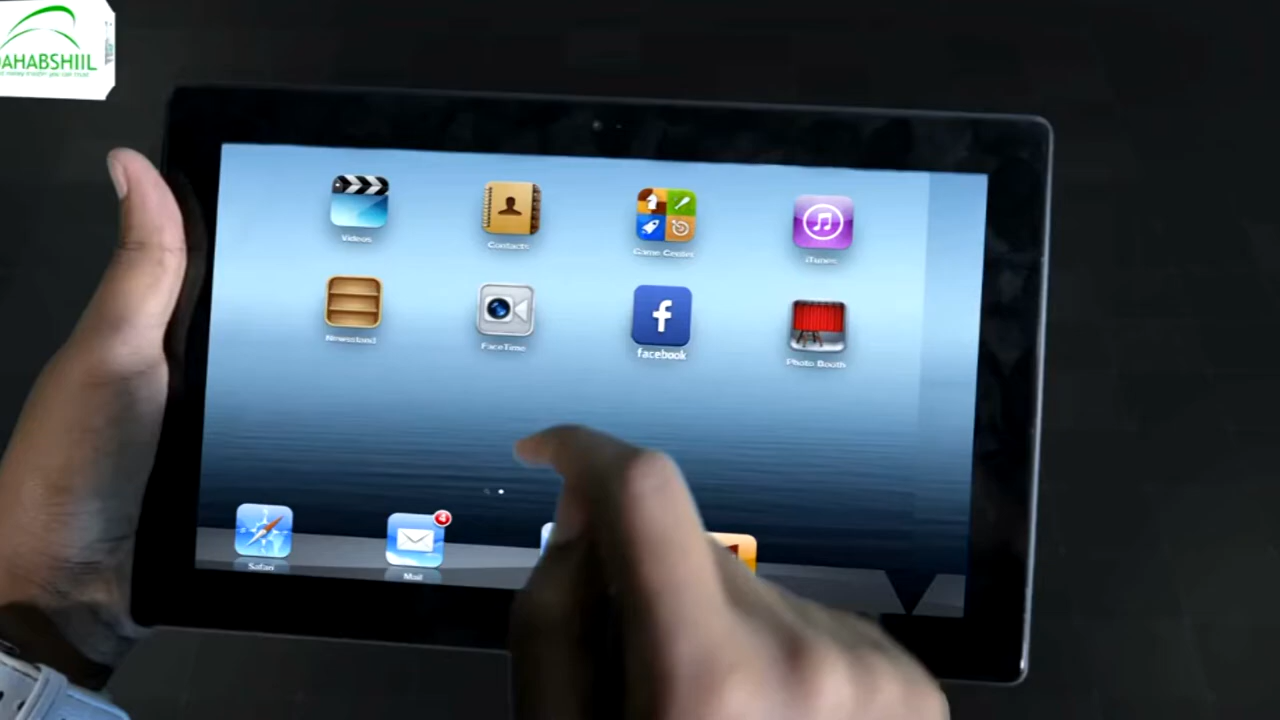 DAHABSHIIL
Videos
Contacts
Game Center
iTunes
Newsstand
FaceTime
facebook
Photo Booth
4
Safari
Mail